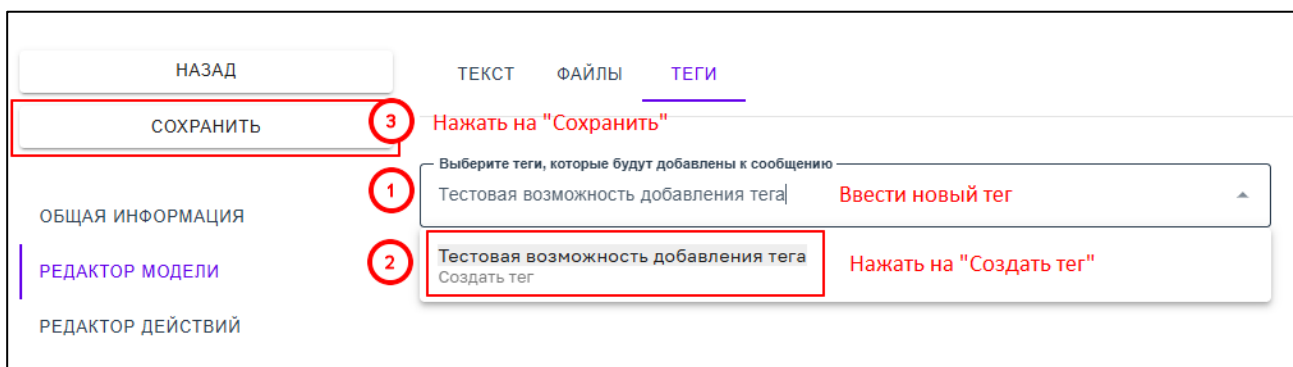 НАЗАД
ТЕКСТ ФАЙЛЫ ТЕГИ
СОХРАНИТЬ
3 Нажать на "Сохранить"
Выберите теги, которые будут добавлены к сообщению
1 Тестовая возможность добавления тега Ввести новый тег
ОБЩАЯ ИНФОРМАЦИЯ
2 Тестовая возможность добавления тега Нажать на "Создать тег"
Создать тег
РЕДАКТОР МОДЕЛИ
РЕДАКТОР ДЕЙСТВИЙ